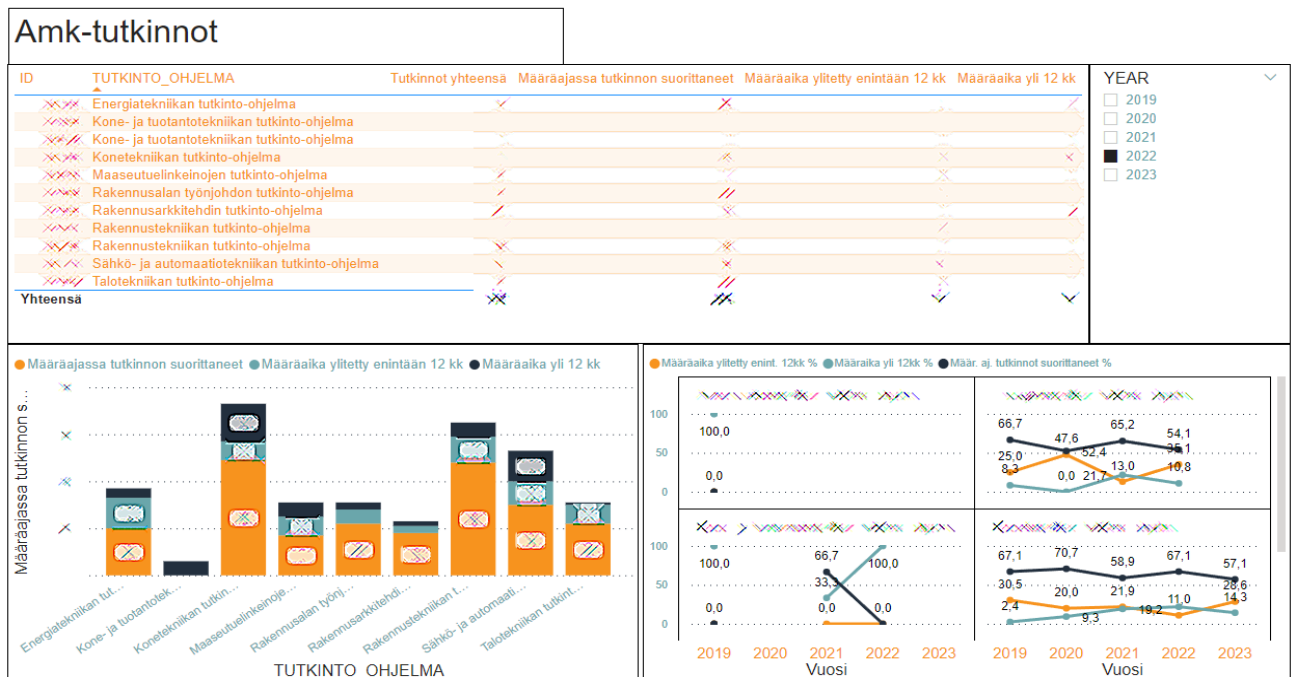 Amk-tutkinnot
ID TUTKINTO_OHJELMA Tutkinnot yhteensä Määräajassa tutkinnon suorittaneet Määräaika ylitetty enintään 12 kk Määräaika yli 12 kk
Energiatekniikan tutkinto-ohjelma
Kone- ja tuotantotekniikan tutkinto-ohjelma
Kone- ja tuotantotekniikan tutkinto-ohjelma
Konetekniikan tutkinto-ohjelma
Maaseutuelinkeinojen tutkinto-ohjelma
Rakennusalan työnjohdon tutkinto-ohjelma
Rakennusarkkitehdin tutkinto-ohjelma
Rakennustekniikan tutkinto-ohjelma
Rakennustekniikan tutkinto-ohjelma
Sähkö- ja automaatiotekniikan tutkinto-ohjelma
Talotekniikan tutkinto-ohjelma
Yhteensä
YEAR
2019
2020
2021
2022
2023
Määräajassa tutkinnon suorittaneet Määräaika ylitetty enintään 12 kk Määräaika yli 12 kk
Määräajassa tutkinnon s...
Energiatekniikan tut...
Kone- ja tuotantotek...
Konetekniikan tutkin...
Maaseutuelinkeinoje...
Rakennusalan työnj...
Rakennusarkkitehdi...
Rakennustekniikan t...
Sähkö- ja automaati...
Talotekniikan tutkint...
TUTKINTO_OHJELMA
Määräaika ylitetty enint. 12kk % Määraika yli 12kk % Määr. aj. tutkinnot suorittaneet %
100
50
0
100,0
0,0
66,7 47,6 65,2 54,1
25,0 52,4 35,1
8,3 0,0 21,7 13,0 10,8
100
50
0
100,0 66,7 100,0
33,3
0,0 0,0 0,0
67,1 70,7 58,9 67,1 57,1
30,5 20,0 21,9 11,0 28,6
2,4 9,3 19,2 14,3
2019 2020 2021 2022 2023
Vuosi
2019 2020 2021 2022 2023
Vuosi